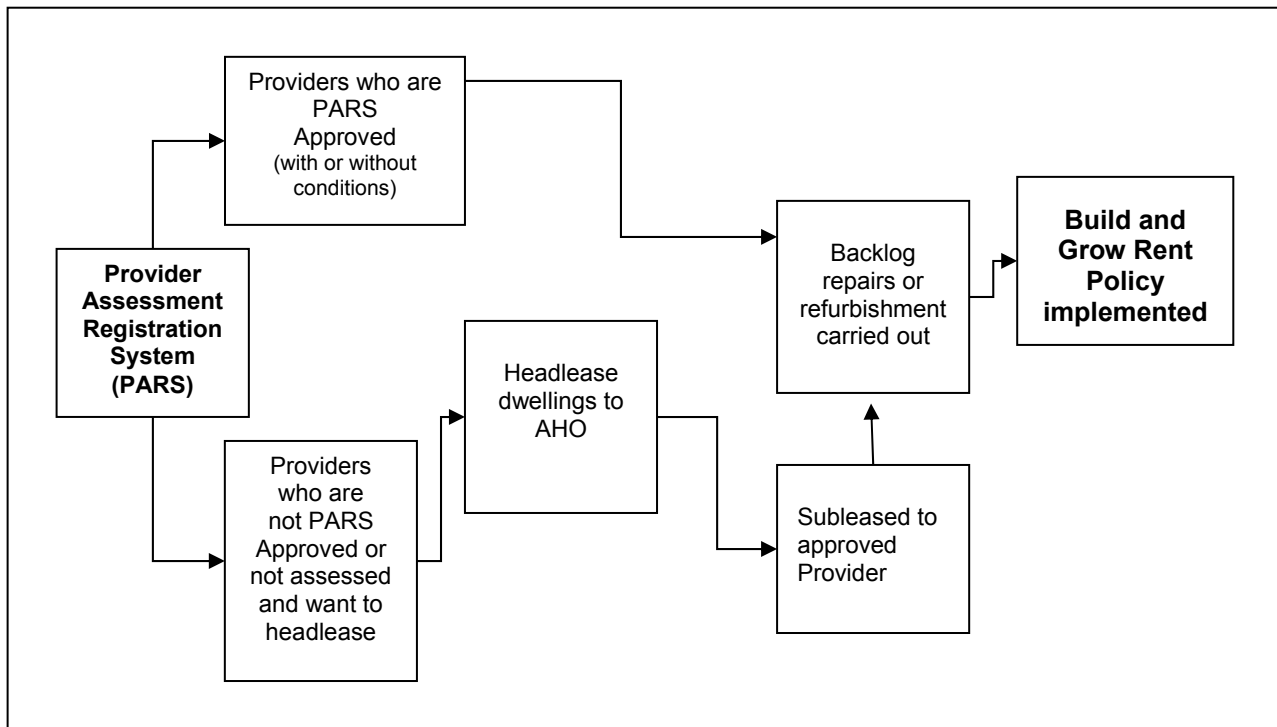 Providers who are
PARS
Approved
(with or without
conditions)
Provider
Assessment
Registration
System
(PARS)
Providers
who are
not PARS
Approved or
not assessed
and want to
headlease
Headlease
dwellings to
AHO
Subleased to
approved
Provider
Backlog
repairs or
refurbishment
carried out
Build and
Grow Rent
Policy
implemented